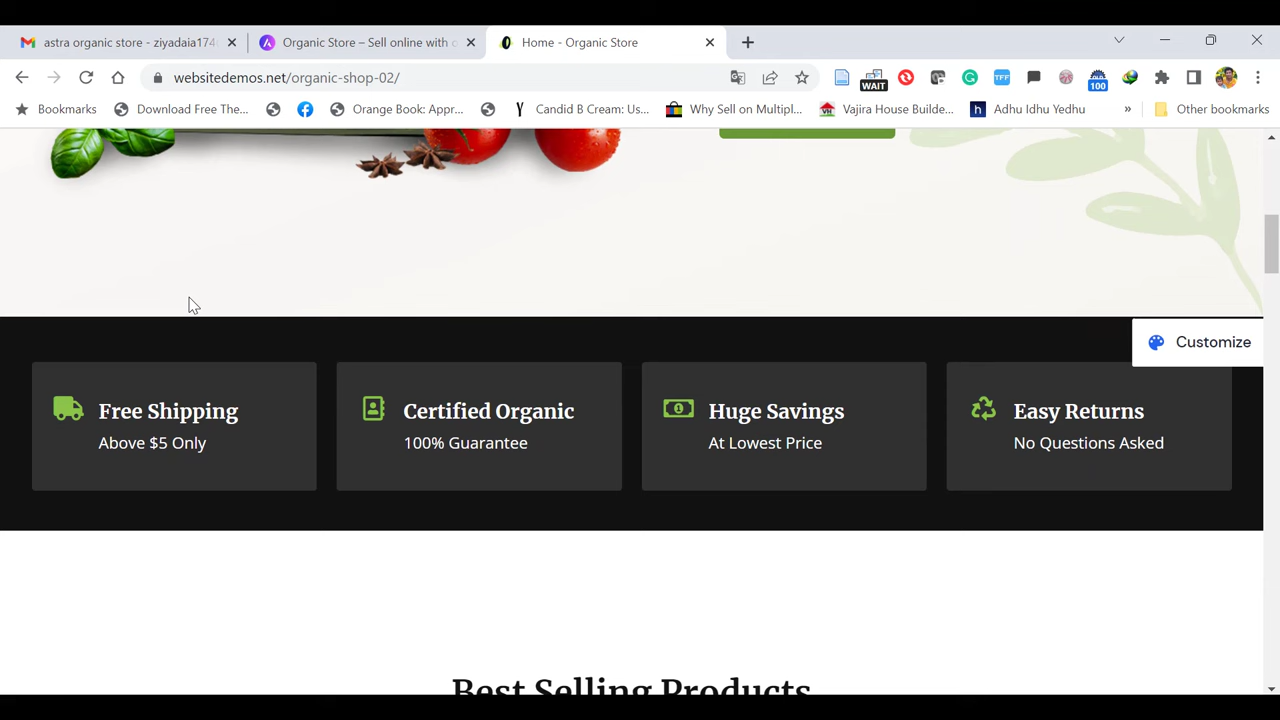 astra organic store - ziyadaia174
Organic Store – Sell online with o
Home - Organic Store
websitedemos.net/organic-shop-02/
WAIT
TFF
100
Bookmarks
Download Free The...
Orange Book: Appr...
Candid B Cream: Us...
Why Sell on Multipl...
Vajira House Builde...
h Adhu Idhu Yedhu
»
Other bookmarks
Customize
Free Shipping
Above $5 Only
Certified Organic
100% Guarantee
Huge Savings
At Lowest Price
Easy Returns
No Questions Asked
Best Selling Products